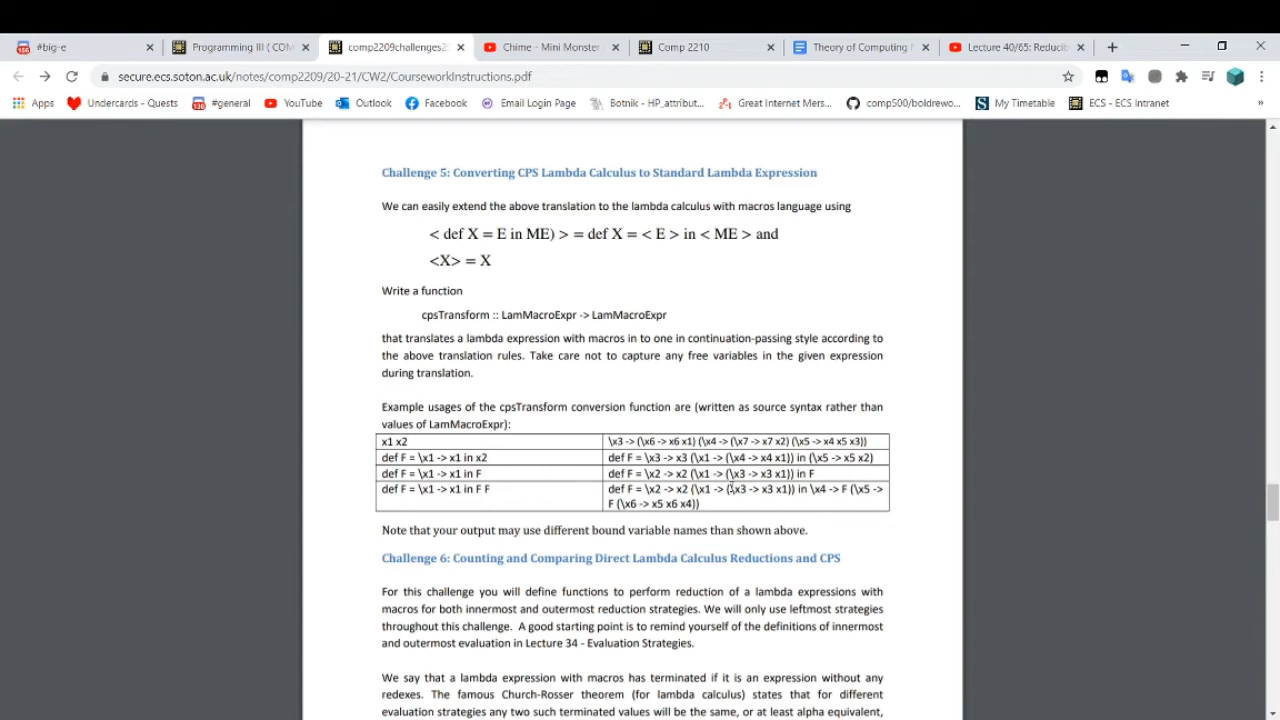 #big-e
Programming III ( COM
comp2209challenges2
Chime - Mini Monster
Comp 2210
Theory of Computing N
Lecture 40/65: Reducib
secure.ecs.soton.ac.uk/notes/comp2209/20-21/CW2/CourseworkInstructions.pdf
Apps
Undercards - Quests
#general
YouTube
Outlook
Facebook
Email Login Page
Botnik - HP_attribut...
Great Internet Mers...
comp500/boldrewo...
My Timetable
ECS - ECS Intranet
»
Challenge 5: Converting CPS Lambda Calculus to Standard Lambda Expression
We can easily extend the above translation to the lambda calculus with macros language using
< def X = E in ME) > = def X = < E > in < ME > and
<X> = X
Write a function
cpsTransform :: LamMacroExpr -> LamMacroExpr
that translates a lambda expression with macros in to one in continuation-passing style according to
the above translation rules. Take care not to capture any free variables in the given expression
during translation.
Example usages of the cpsTransform conversion function are (written as source syntax rather than
values of LamMacroExpr):
x1 x2 \x3 -> (\x6 -> x6 x1) (\x4 -> (\x7 -> x7 x2) (\x5 -> x4 x5 x3))
def F = \x1 -> x1 in x2 def F = \x3 -> x3 (\x1 -> (\x4 -> x4 x1)) in (\x5 -> x5 x2)
def F = \x1 -> x1 in F def F = \x2 -> x2 (\x1 -> (\x3 -> x3 x1)) in F
def F = \x1 -> x1 in F F def F = \x2 -> x2 (\x1 -> (\x3 -> x3 x1)) in \x4 -> F (\x5 ->
F (\x6 -> x5 x6 x4))
Note that your output may use different bound variable names than shown above.
Challenge 6: Counting and Comparing Direct Lambda Calculus Reductions and CPS
For this challenge you will define functions to perform reduction of a lambda expressions with
macros for both innermost and outermost reduction strategies. We will only use leftmost strategies
throughout this challenge. A good starting point is to remind yourself of the definitions of innermost
and outermost evaluation in Lecture 34 - Evaluation Strategies.
We say that a lambda expression with macros has terminated if it is an expression without any
redexes. The famous Church-Rosser theorem (for lambda calculus) states that for different
evaluation strategies any two such terminated values will be the same, or at least alpha equivalent,